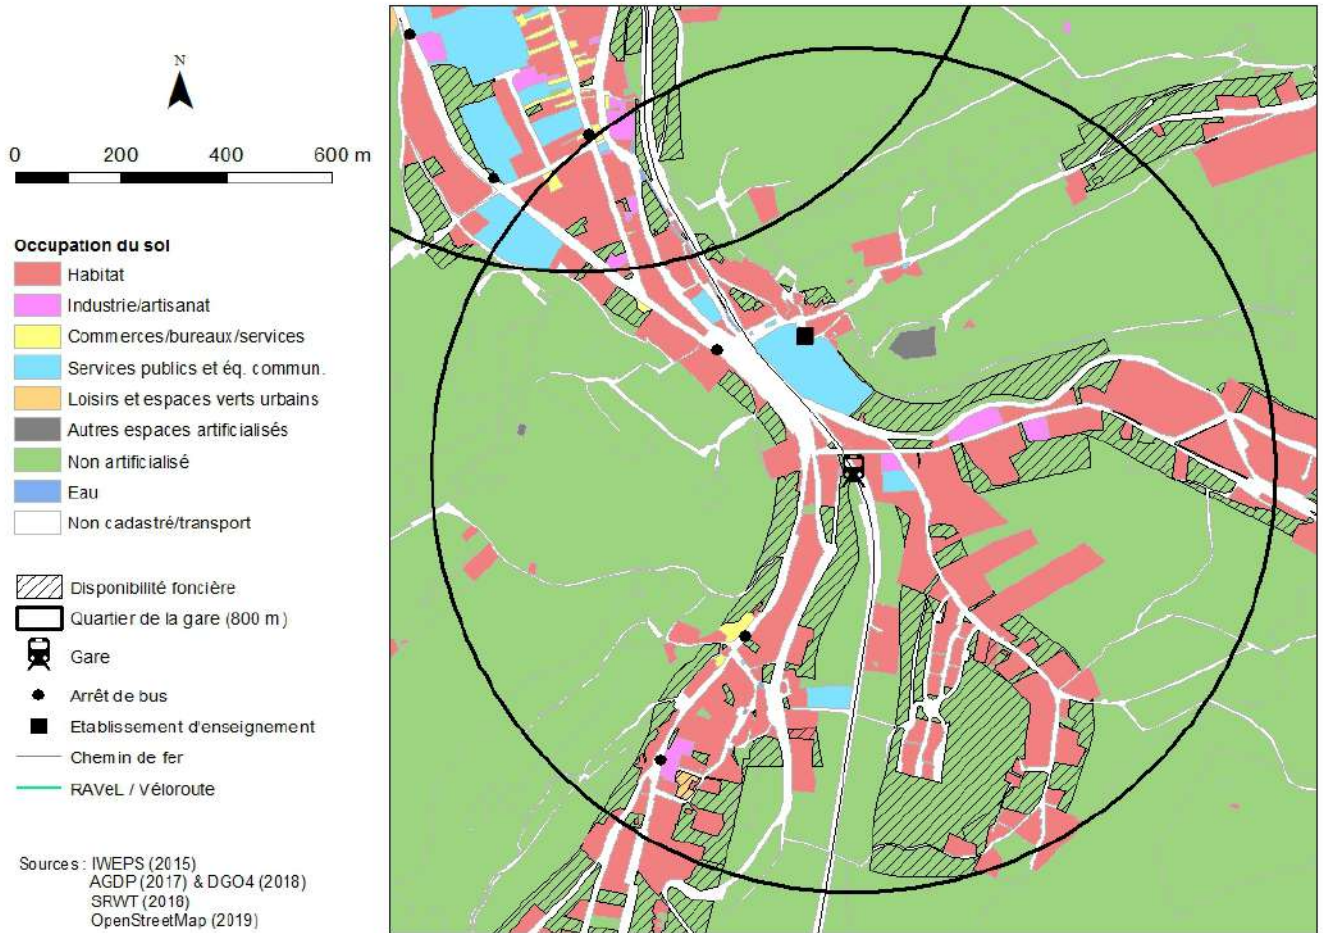 N
0 200 400 600 m
Occupation du sol
Habitat
Industrie/artisanat
Commerces/bureaux/services
Services publics et éq. commun.
Loisirs et espaces verts urbains
Autres espaces artificialisés
Non artificialisé
Eau
Non cadastré/transport
Disponibilité foncière
Quartier de la gare (800 m)
Gare
Arrêt de bus
Etablissement d'enseignement
Chemin de fer
RAVeL / Véloroute
Sources : IWEPS (2015)
AGDP (2017) & DGO4 (2018)
SRWT (2018)
OpenStreetMap (2019)